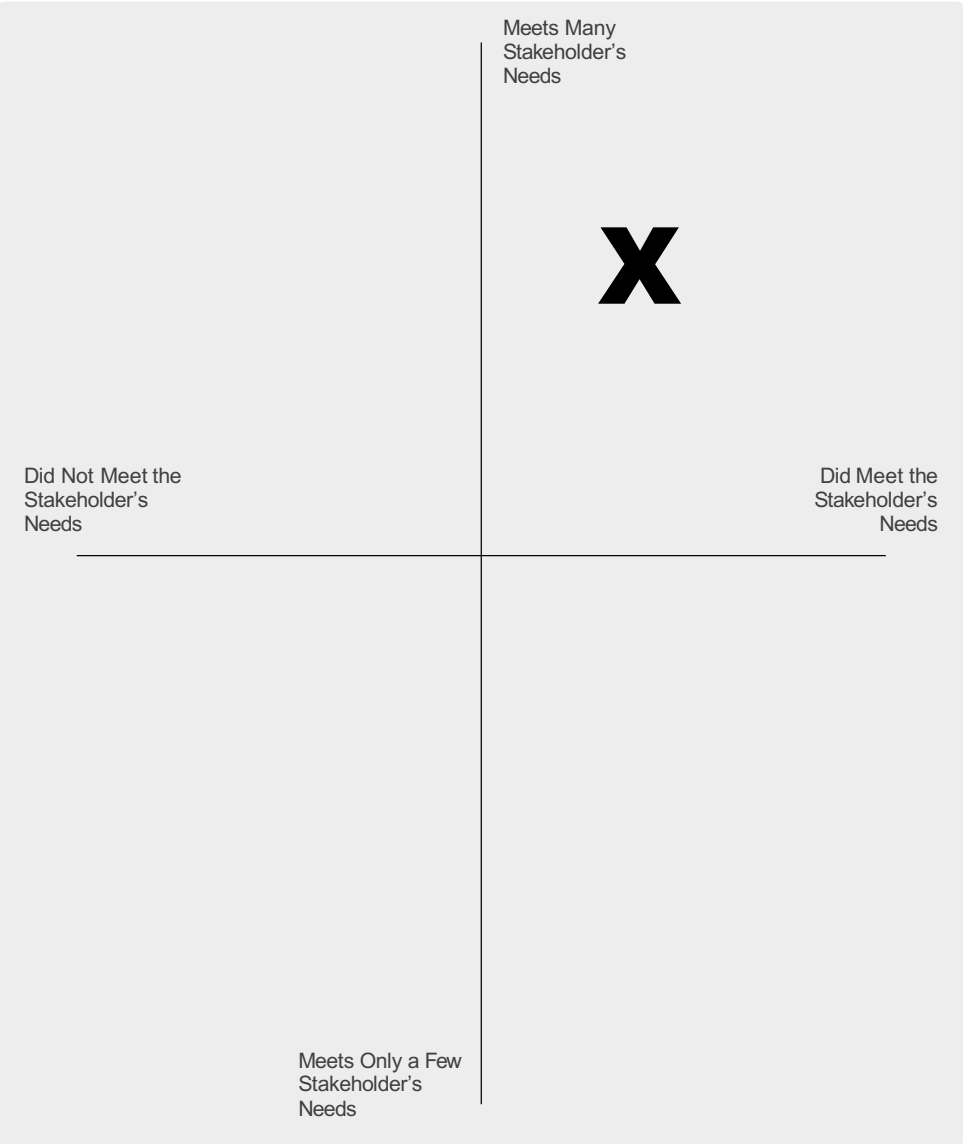 Meets Many
Stakeholder’s
Needs
X
Did Not Meet the
Stakeholder’s
Needs
Did Meet the
Stakeholder’s
Needs
Meets Only a Few
Stakeholder’s
Needs